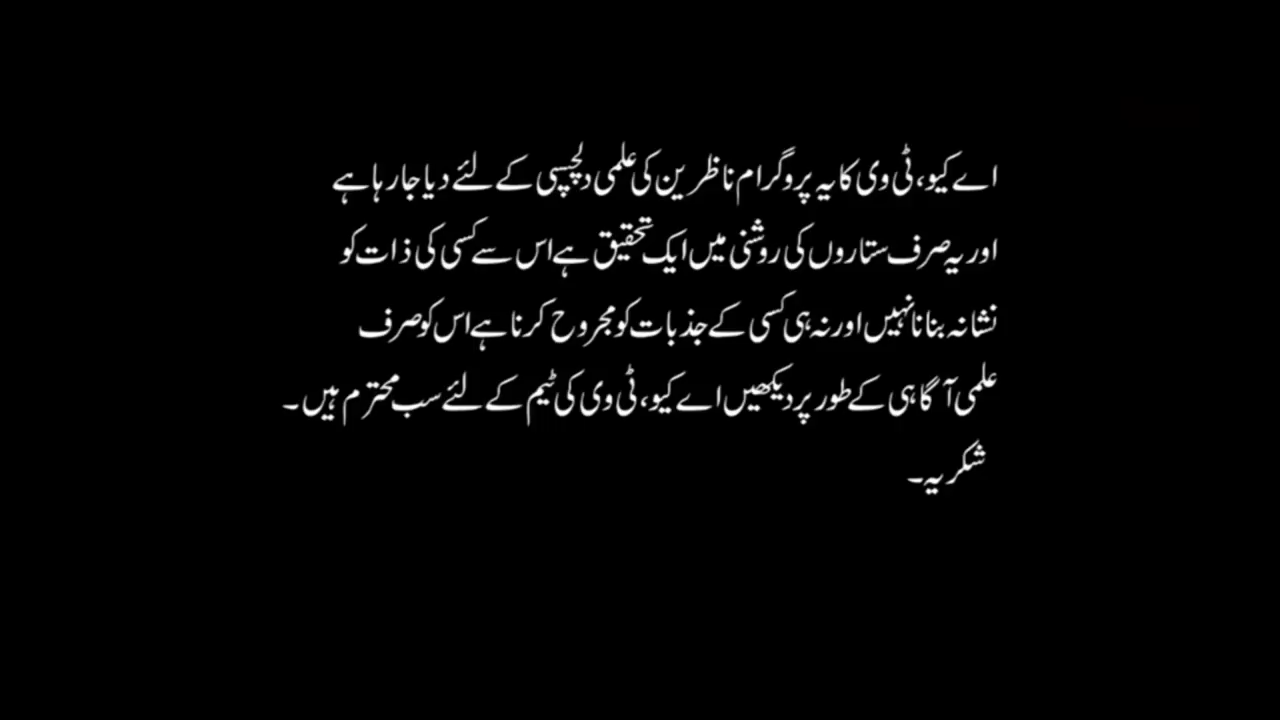 اے کیو، ٹی وی کا یہ پروگرام ناظرین کی علمی دلچسپی کے لئے دیا جا رہا ہے
اور یہ صرف ستاروں کی روشنی میں ایک تحقیق ہے اس سے کسی کی ذات کو
نشانہ بنانا نہیں اور نہ ہی کسی کے جذبات کو مجروح کرنا ہے اس کو صرف
علمی آگاہی کے طور پر دیکھیں اے کیو، ٹی وی کی ٹیم کے لئے سب محترم ہیں۔
شکریہ۔